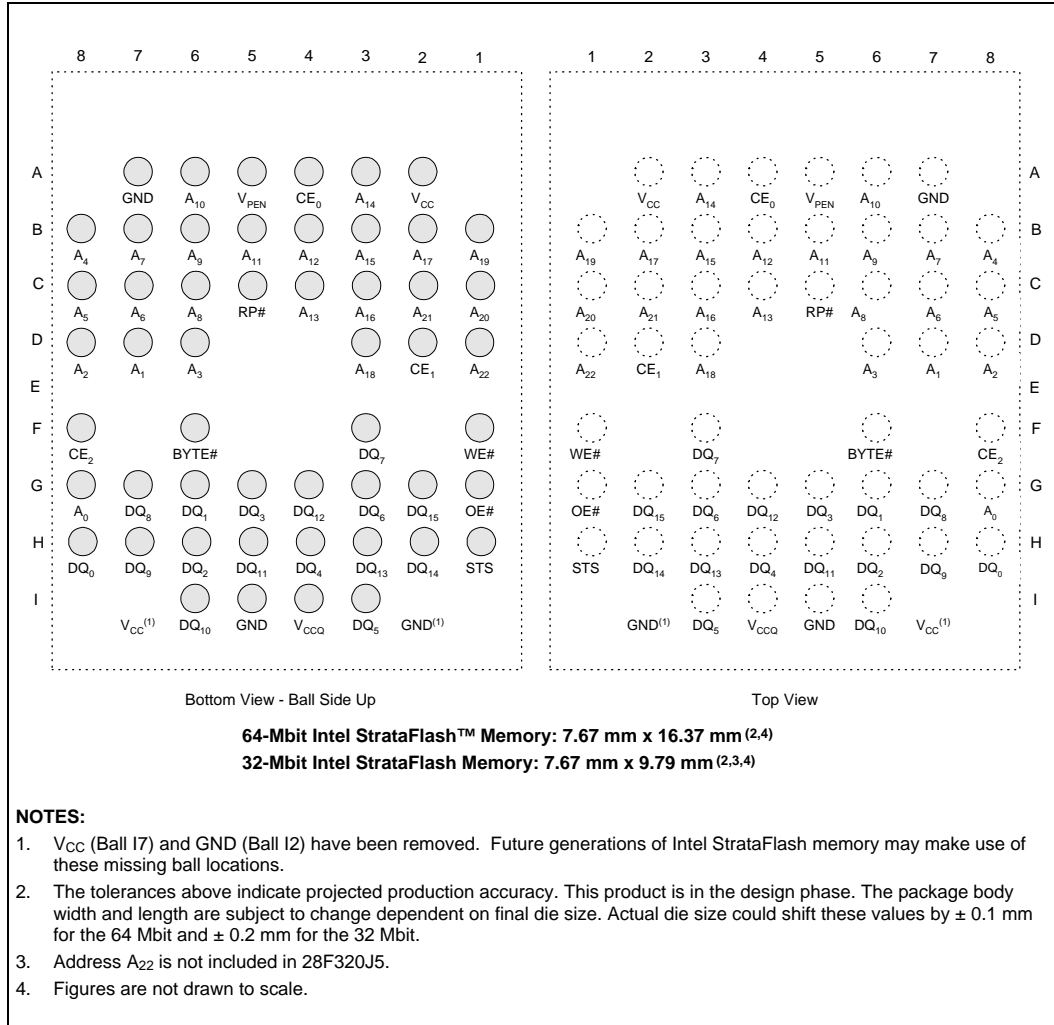 8 7 6 5 4 3 2 1 1 2 3 4 5 6 7 8
A A
GND A10 VPEN CE0 A14 VCC VCC A14 CE0 VPEN A10 GND
B B
A4 A7 A9 A11 A12 A15 A17 A19 A19 A17 A15 A12 A11 A9 A7 A4
C C
A5 A6 A8 RP# A13 A16 A21 A20 A20 A21 A16 A13 RP# A8 A6 A5
D D
A2 A1 A3 A18 CE1 A22 A22 CE1 A18 A3 A1 A2
E E
F F
CE2 BYTE# DQ7 WE# WE# DQ7 BYTE# CE2
G G
A0 DQ8 DQ1 DQ3 DQ12 DQ6 DQ15 OE# OE# DQ15 DQ6 DQ12 DQ3 DQ1 DQ8 A0
H H
DQ0 DQ9 DQ2 DQ11 DQ4 DQ13 DQ14 STS STS DQ14 DQ13 DQ4 DQ11 DQ2 DQ9 DQ0
I I
VCC(1) DQ10 GND VCCQ DQ5 GND(1) GND(1) DQ5 VCCQ GND DQ10 VCC(1)
Bottom View - Ball Side Up Top View
64-Mbit Intel StrataFlash™ Memory: 7.67 mm x 16.37 mm (2,4)
32-Mbit Intel StrataFlash Memory: 7.67 mm x 9.79 mm (2,3,4)
NOTES:
1. VCC (Ball I7) and GND (Ball I2) have been removed. Future generations of Intel StrataFlash memory may make use of
these missing ball locations.
2. The tolerances above indicate projected production accuracy. This product is in the design phase. The package body
width and length are subject to change dependent on final die size. Actual die size could shift these values by ± 0.1 mm
for the 64 Mbit and ± 0.2 mm for the 32 Mbit.
3. Address A22 is not included in 28F320J5.
4. Figures are not drawn to scale.